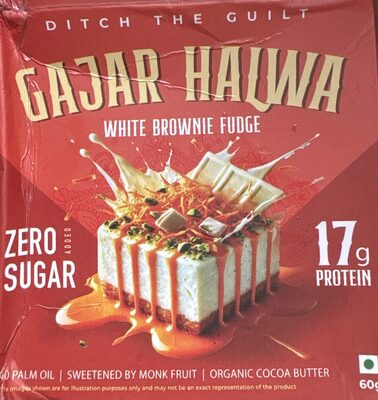 DITCH THE GUILT
GAJAR HALWA
WHITE BROWNIE FUDGE
ZERO ADDED
SUGAR
17g
PROTEIN
PALM OIL | SWEETENED BY MONK FRUIT | ORGANIC COCOA BUTTER
The images shown are for illustration purposes only and may not be an exact representation of the product
60g